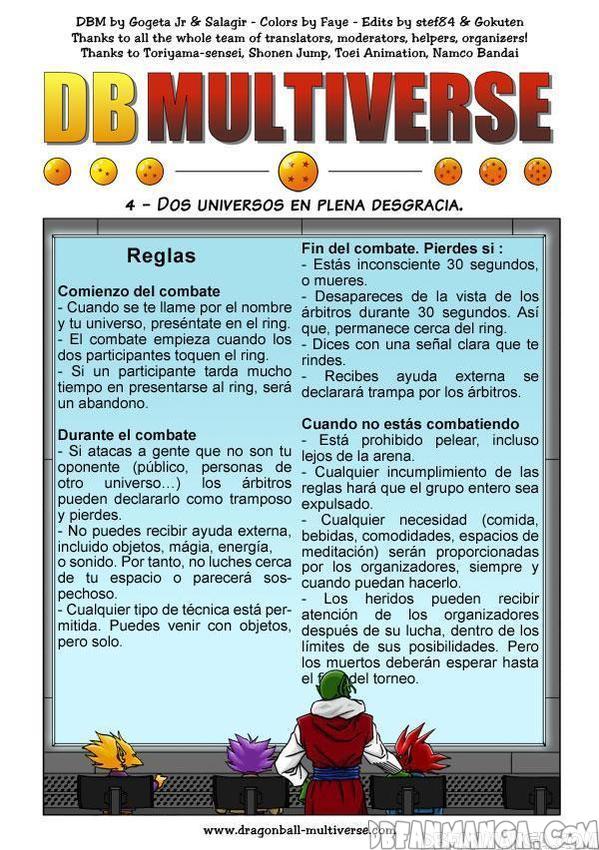 DBM by Gogeta Jr & Salagir - Colors by Faye - Edits by stef84 & Gokuten
Thanks to all the whole team of translators, moderators, helpers, organizers!
Thanks to Toriyama-sensei, Shonen Jump, Toei Animation, Namco Bandai
DB MULTIVERSE
4 - DOS UNIVERSOS EN PLENA DESGRACIA.
Reglas
Comienzo del combate
- Cuando se te llame por el nombre
y tu universo, preséntate en el ring.
- El combate empieza cuando los
dos participantes toquen el ring.
- Si un participante tarda mucho
tiempo en presentarse al ring, será
un abandono.
Durante el combate
- Si atacas a gente que no son tu
oponente (público, personas de
otro universo…) los árbitros
pueden declararlo como tramposo
y pierdes.
- No puedes recibir ayuda externa,
incluido objetos, mágia, energía,
o sonido. Por tanto, no luches cerca
de tu espacio o parecerá sos-
pechoso.
- Cualquier tipo de técnica está per-
mitida. Puedes venir con objetos,
pero solo.
Fin del combate. Pierdes si :
- Estás inconsciente 30 segundos,
o mueres.
- Desapareces de la vista de los
árbitros durante 30 segundos. Así
que, permanece cerca del ring.
- Dices con una señal clara que te
rindes.
- Recibes ayuda externa se
declarará trampa por los árbitros.
Cuando no estás combatiendo
- Está prohibido pelear, incluso
lejos de la arena.
- Cualquier incumplimiento de las
reglas hará que el grupo entero sea
expulsado.
- Cualquier necesidad (comida,
bebidas, comodidades, espacios de
meditación) serán proporcionadas
por los organizadores, siempre y
cuando puedan hacerlo.
- Los heridos pueden recibir
atención de los organizadores
después de su lucha, dentro de los
límites de sus posibilidades. Pero
los muertos deberán esperar hasta
el del torneo.
www.dragonball-multiverse.com
DBFANMANGA.COM